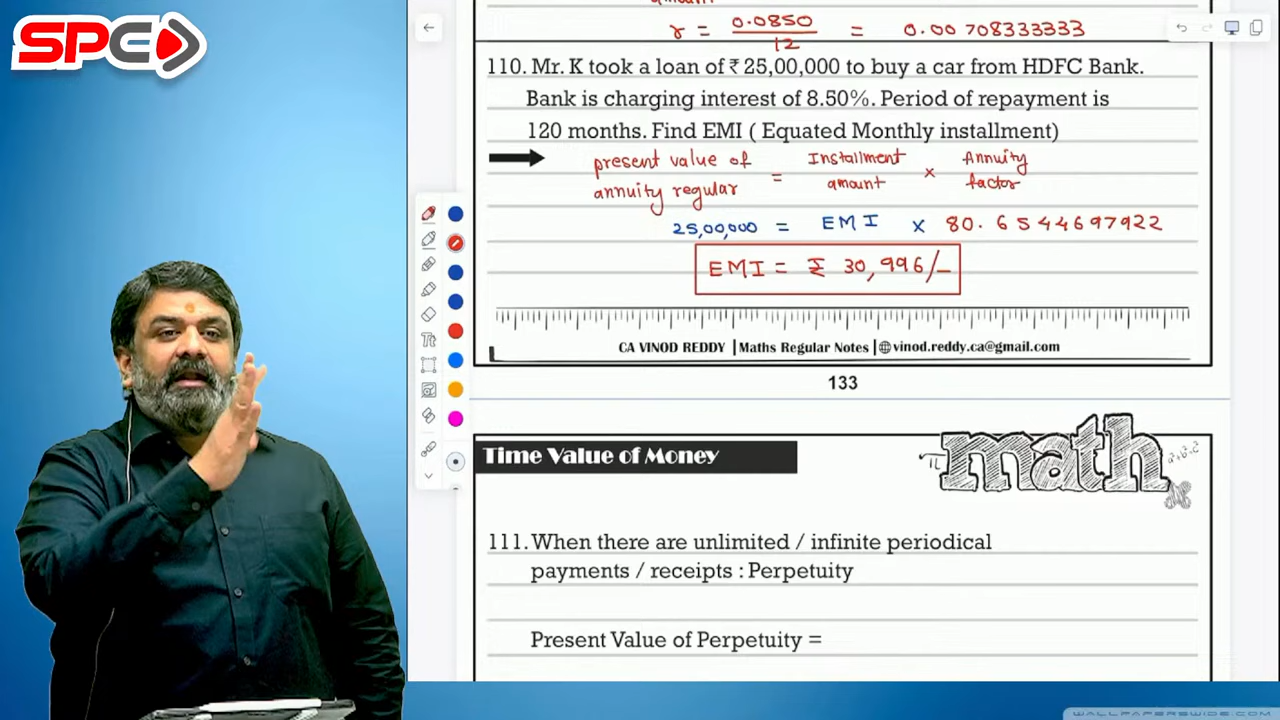 SPC
r = 0.0850 / 12 = 0.00708333333
110. Mr. K took a loan of ₹ 25,00,000 to buy a car from HDFC Bank.
Bank is charging interest of 8.50%. Period of repayment is
120 months. Find EMI ( Equated Monthly installment)
present value of annuity regular = Installment amount × Annuity factor
25,00,000 = EMI × 80.6544697922
EMI = ₹ 30,996/-
CA VINOD REDDY | Maths Regular Notes | vinod.reddy.ca@gmail.com
133
Time Value of Money
math
111. When there are unlimited / infinite periodical
payments / receipts : Perpetuity
Present Value of Perpetuity =
WALLPAPERSWIDE.COM